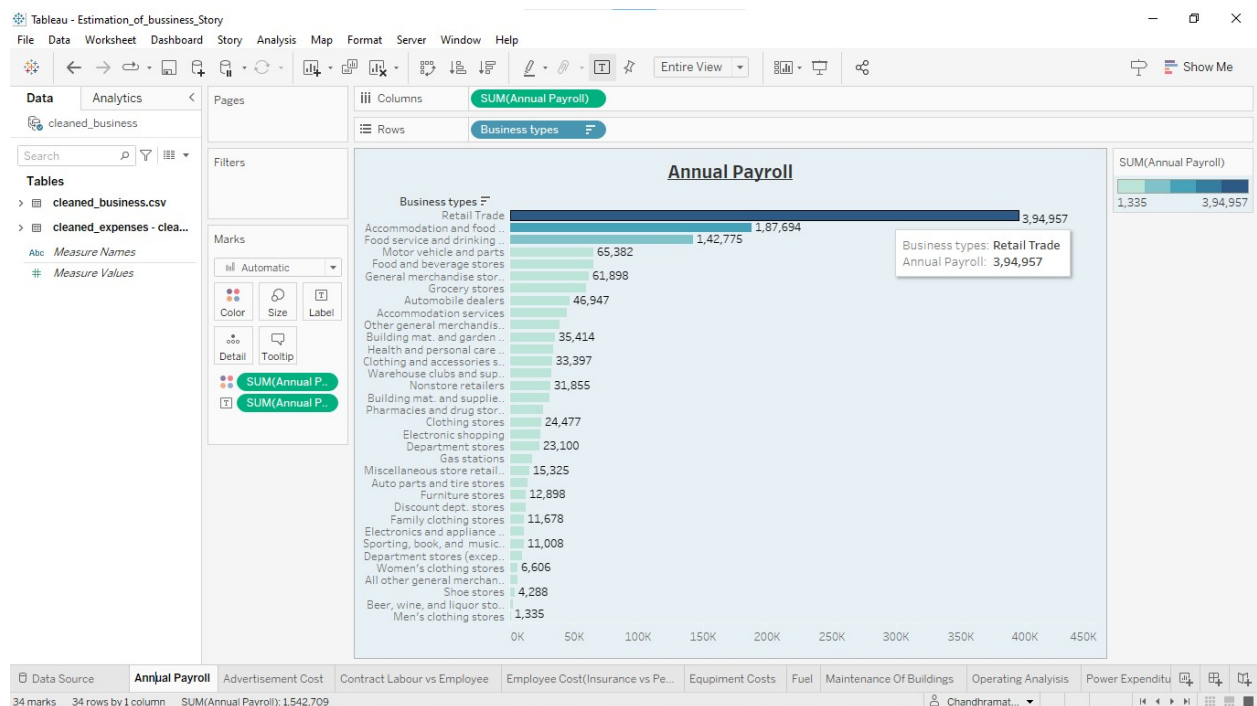 Tableau - Estimation_of_bussiness_Story
File Data Worksheet Dashboard Story Analysis Map Format Server Window Help
Entire View
Show Me
Data Analytics
cleaned_business
Search
Tables
cleaned_business.csv
cleaned_expenses - clea...
Abc Measure Names
# Measure Values
Pages
Filters
Marks
Automatic
Color Size Label
Detail Tooltip
SUM(Annual P..
SUM(Annual P..
Columns SUM(Annual Payroll)
Rows Business types
Annual Payroll
Business types
Retail Trade 3,94,957
Accommodation and food .. 1,87,694
Food service and drinking .. 1,42,775
Motor vehicle and parts 65,382
Food and beverage stores
General merchandise stor.. 61,898
Grocery stores
Automobile dealers 46,947
Accommodation services
Other general merchandis..
Building mat. and garden .. 35,414
Health and personal care ..
Clothing and accessories s.. 33,397
Warehouse clubs and sup..
Nonstore retailers 31,855
Building mat. and supplie..
Pharmacies and drug stor..
Clothing stores 24,477
Electronic shopping
Department stores 23,100
Gas stations
Miscellaneous store retail.. 15,325
Auto parts and tire stores
Furniture stores 12,898
Discount dept. stores
Family clothing stores 11,678
Electronics and appliance ..
Sporting, book, and music.. 11,008
Department stores (excep..
Women's clothing stores 6,606
All other general merchan..
Shoe stores 4,288
Beer, wine, and liquor sto..
Men's clothing stores 1,335
0K 50K 100K 150K 200K 250K 300K 350K 400K 450K
Business types: Retail Trade
Annual Payroll: 3,94,957
SUM(Annual Payroll)
1,335 3,94,957
Data Source Annual Payroll Advertisement Cost Contract Labour vs Employee Employee Cost(Insurance vs Pe... Equpiment Costs Fuel Maintenance Of Buildings Operating Analyisis Power Expenditu
34 marks 34 rows by 1 column SUM(Annual Payroll): 1,542,709 Chandhramat...